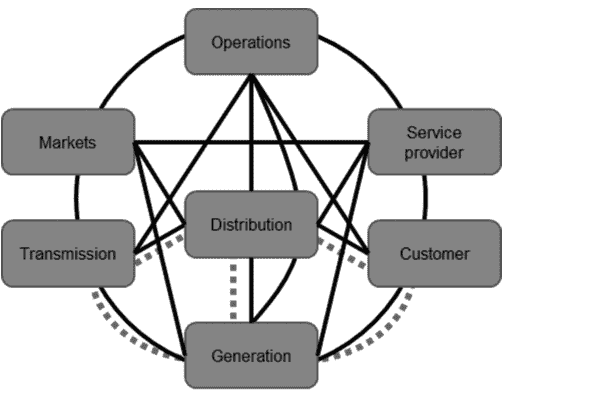 Operations
Markets
Service
provider
Distribution
Transmission
Customer
Generation